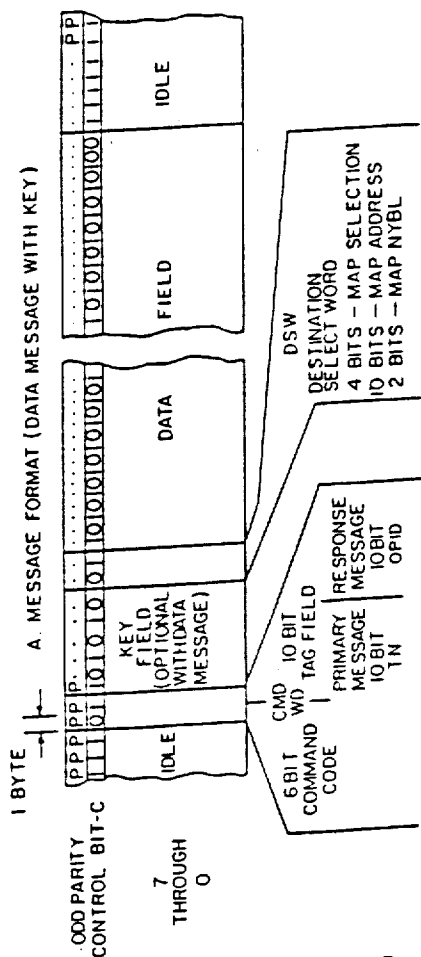 A. MESSAGE FORMAT (DATA MESSAGE WITH KEY)
1 BYTE
ODD PARITY
CONTROL BIT-C
7
THROUGH
0
IDLE
KEY
FIELD
(OPTIONAL
WITH DATA
MESSAGE)
DATA
FIELD
IDLE
6 BIT
COMMAND
CODE
CMD
WD
10 BIT
TAG FIELD
PRIMARY
MESSAGE
10 BIT
TN
RESPONSE
MESSAGE
10 BIT
OPID
DSW
DESTINATION
SELECT WORD
4 BITS - MAP SELECTION
10 BITS - MAP ADDRESS
2 BITS - MAP NYBL